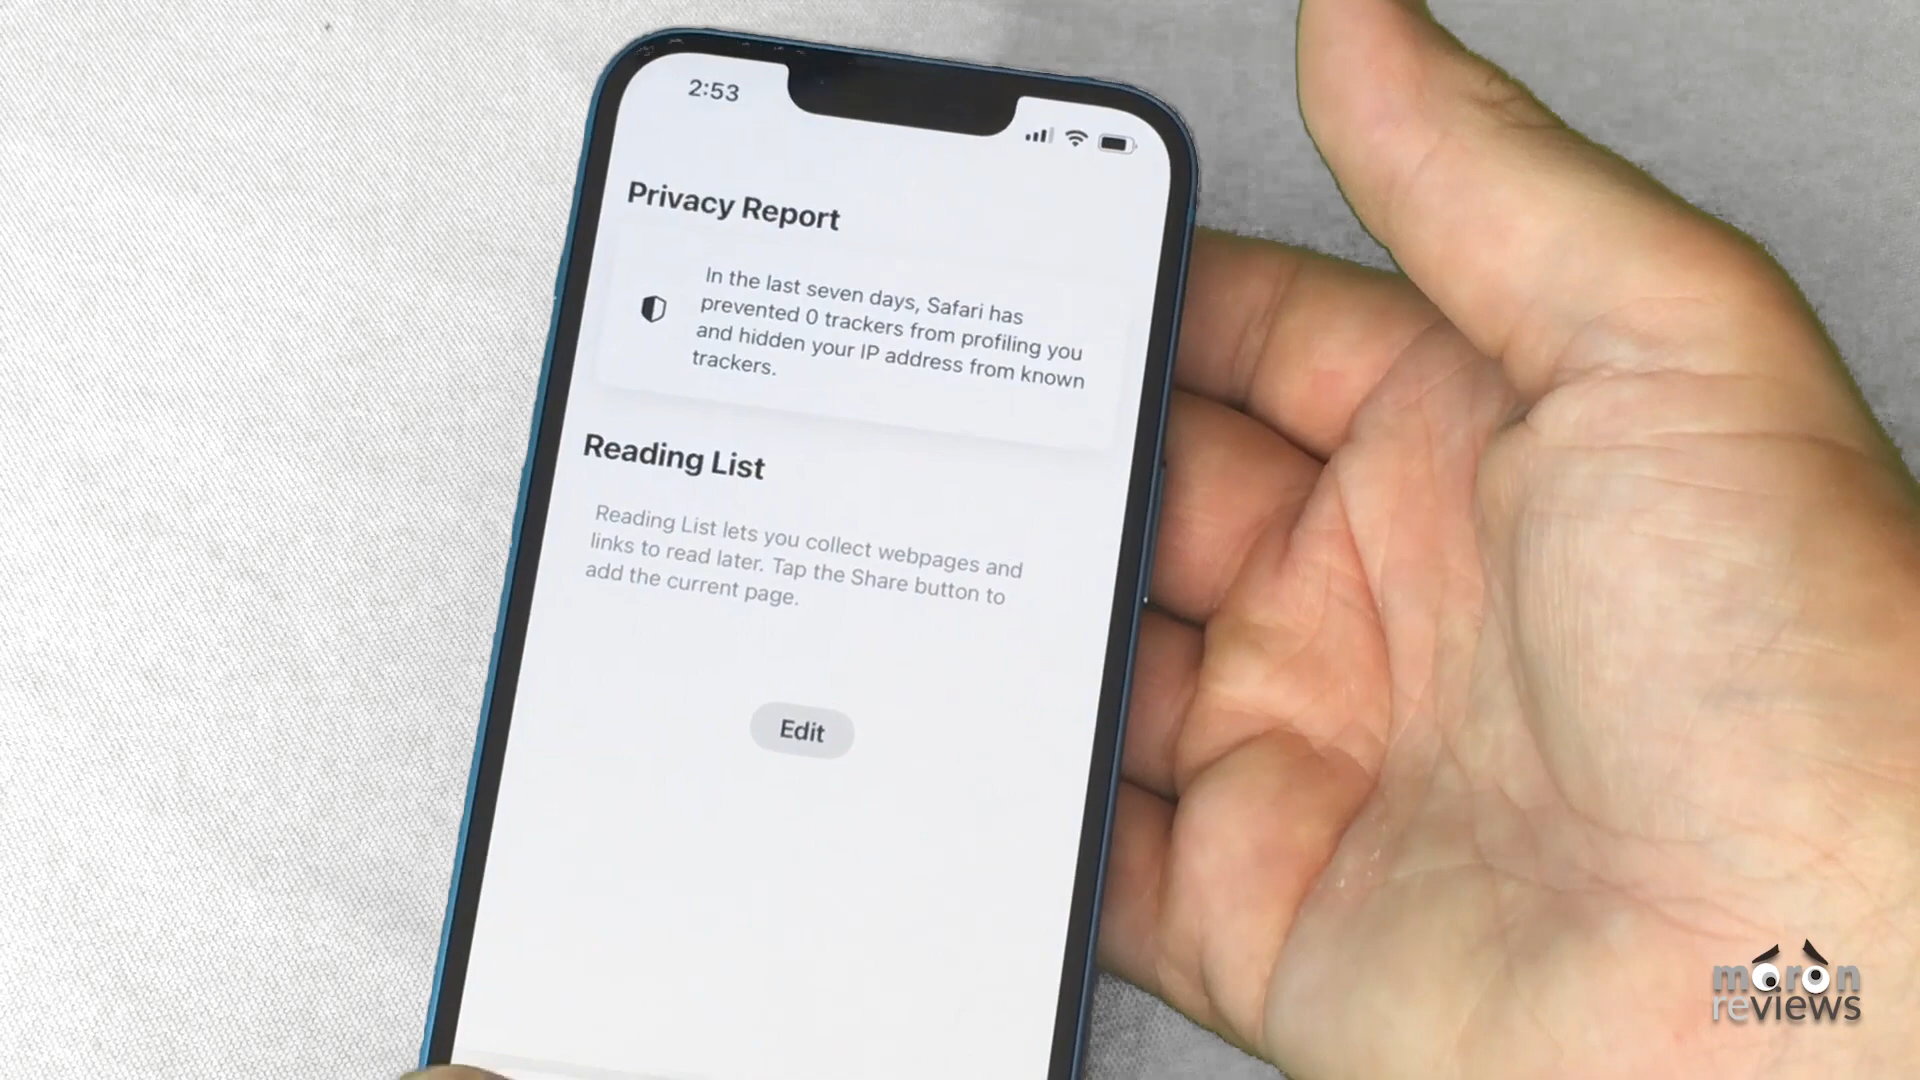 2:53
Privacy Report
In the last seven days, Safari has
prevented 0 trackers from profiling you
and hidden your IP address from known
trackers.
Reading List
Reading List lets you collect webpages and
links to read later. Tap the Share button to
add the current page.
Edit
moron
reviews